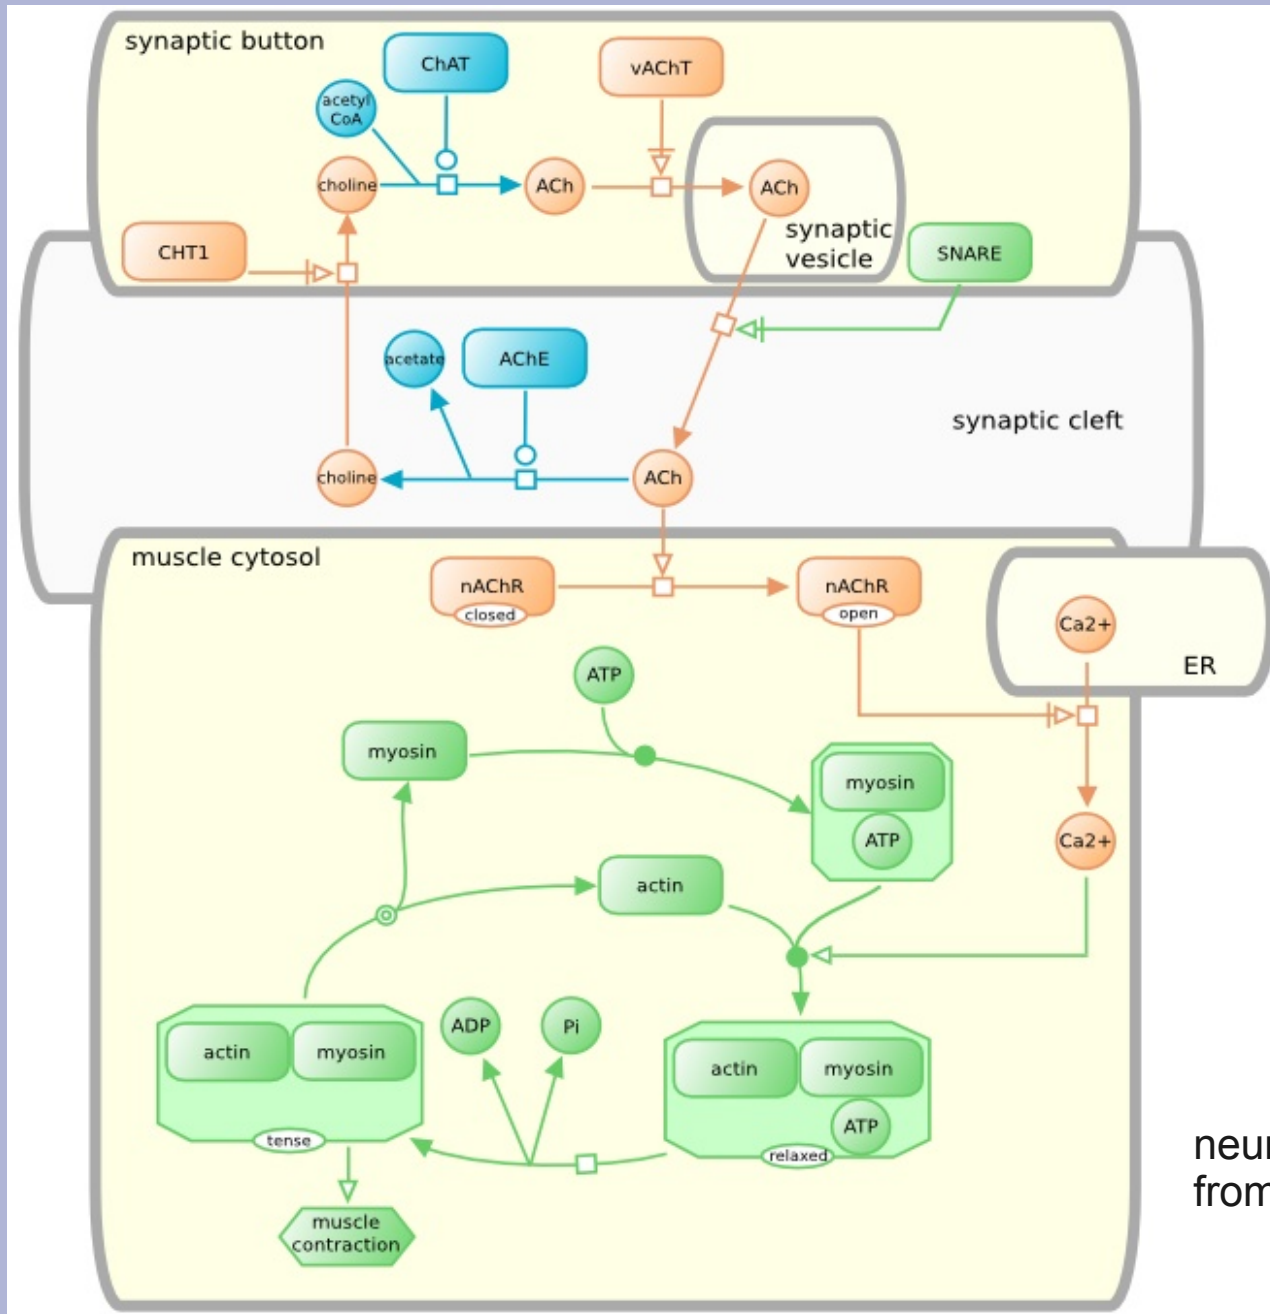 synaptic button
ChAT
vAChT
acetyl
CoA
choline
ACh
ACh
synaptic
vesicle
CHT1
SNARE
acetate
AChE
synaptic cleft
choline
ACh
muscle cytosol
nAChR
closed
nAChR
open
Ca2+
ER
ATP
myosin
myosin
ATP
Ca2+
actin
actin
myosin
tense
ADP
Pi
actin
myosin
ATP
relaxed
muscle
contraction
from